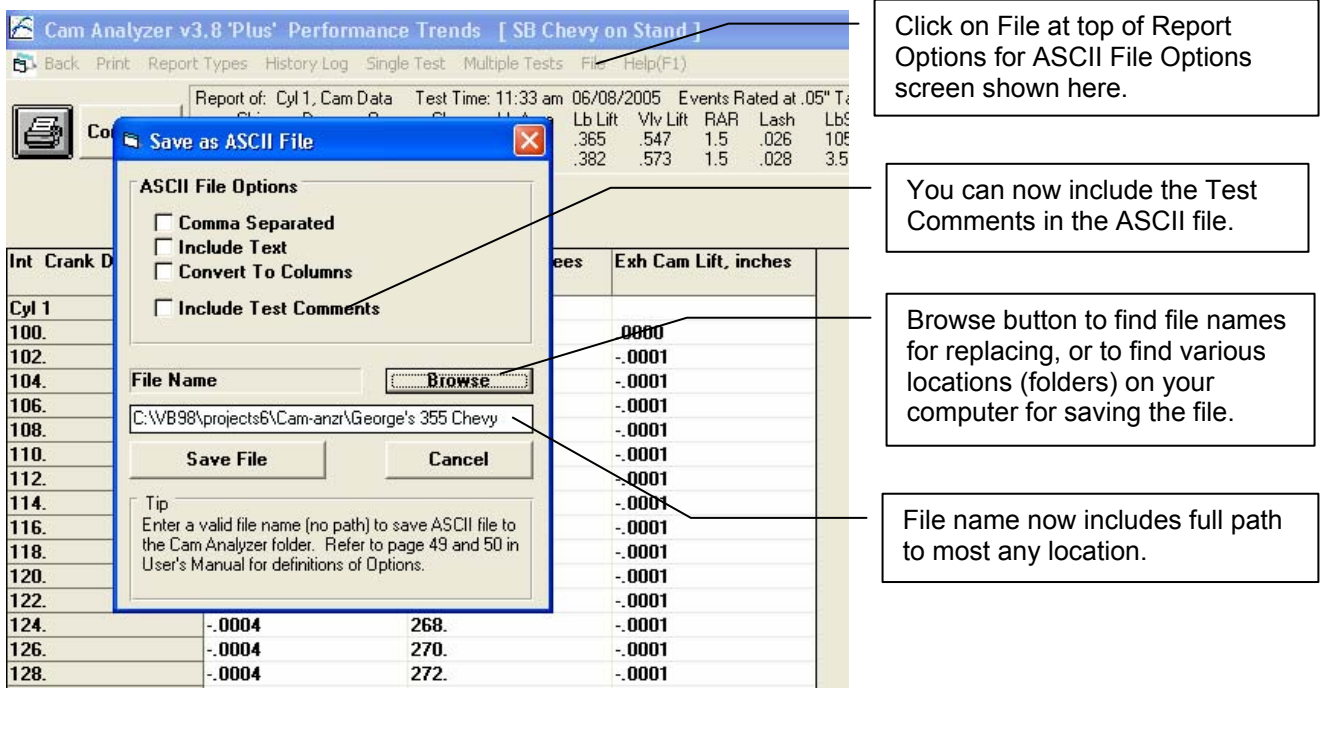 Cam Analyzer v3.8 'Plus' Performance Trends [ SB Chevy on Stand ]
Back Print Report Types History Log Single Test Multiple Tests File Help(F1)
Report of: Cyl 1, Cam Data Test Time: 11:33 am 06/08/2005 Events Rated at .05"
Lb Lift Vlv Lift RAR Lash
.365 .547 1.5 .026 105
.382 .573 1.5 .028 3.5
Save as ASCII File
ASCII File Options
Comma Separated
Include Text
Convert To Columns
Include Test Comments
File Name
Browse
C:\VB98\projects6\Cam-anzr\George's 355 Chevy
Save File Cancel
Tip
Enter a valid file name (no path) to save ASCII file to
the Cam Analyzer folder. Refer to page 49 and 50 in
User's Manual for definitions of Options.
Int Crank Exh Cam Lift, inches
Cyl 1
100. .0000
102. -.0001
104. -.0001
106. -.0001
108. -.0001
110. -.0001
112. -.0001
114. -.0001
116. -.0001
118. -.0001
120. -.0001
122. -.0001
124. -.0004 268. -.0001
126. -.0004 270. -.0001
128. -.0004 272. -.0001
Click on File at top of Report
Options for ASCII File Options
screen shown here.
You can now include the Test
Comments in the ASCII file.
Browse button to find file names
for replacing, or to find various
locations (folders) on your
computer for saving the file.
File name now includes full path
to most any location.